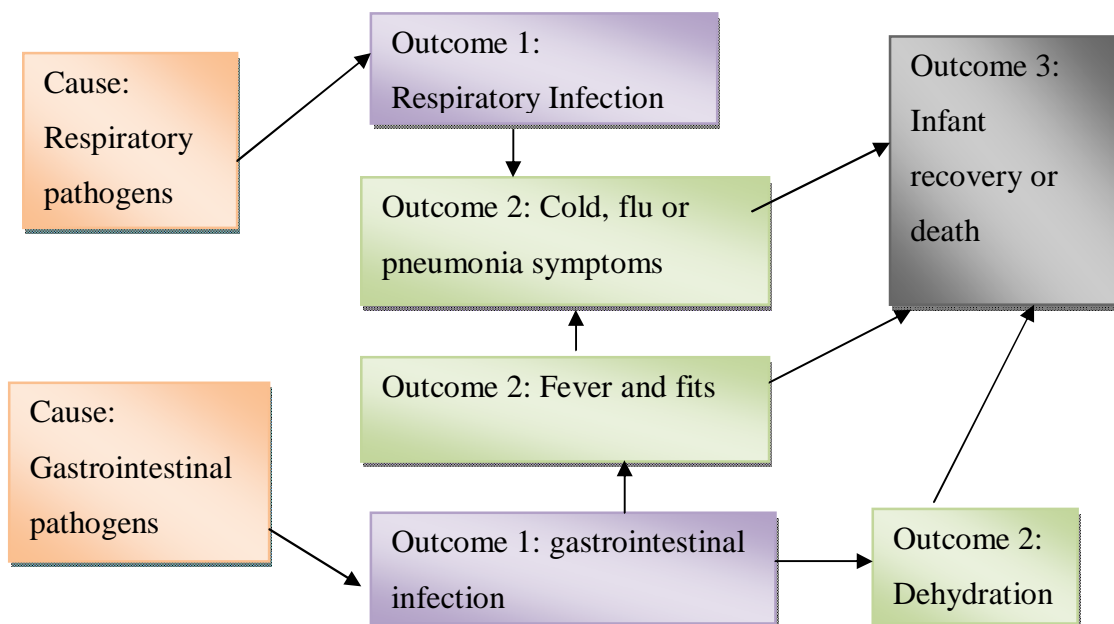 Cause:
Respiratory
pathogens
Outcome 1:
Respiratory Infection
Outcome 2: Cold, flu or
pneumonia symptoms
Outcome 3:
Infant
recovery or
death
Outcome 2: Fever and fits
Cause:
Gastrointestinal
pathogens
Outcome 1: gastrointestinal
infection
Outcome 2:
Dehydration